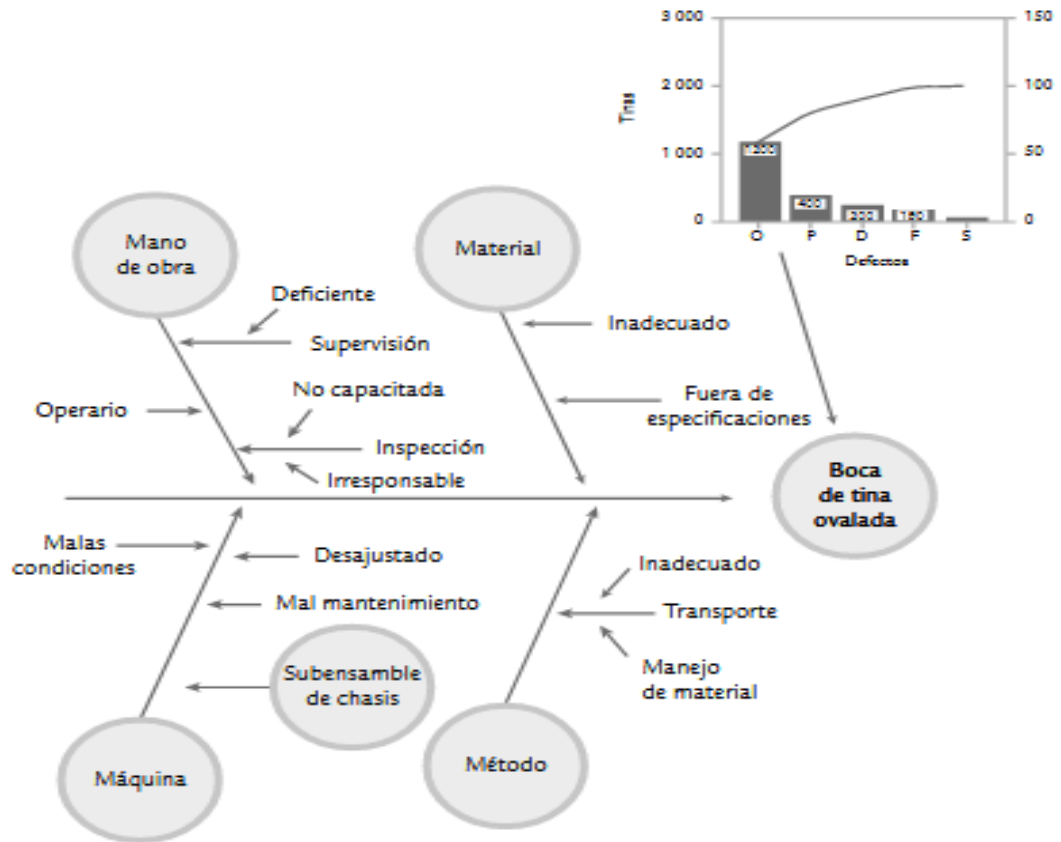 3 000
2 000
1 000
0
Tinas
150
100
50
0
1200
400
200
180
O
P
D
F
S
Defectos
Mano
de obra
Deficiente
Supervisión
Operario
No capacitada
Inspección
Irresponsable
Material
Inadecuado
Fuera de
especificaciones
Boca
de tina
ovalada
Malas
condiciones
Desajustado
Mal mantenimiento
Subensamble
de chasis
Máquina
Inadecuado
Transporte
Manejo
de material
Método